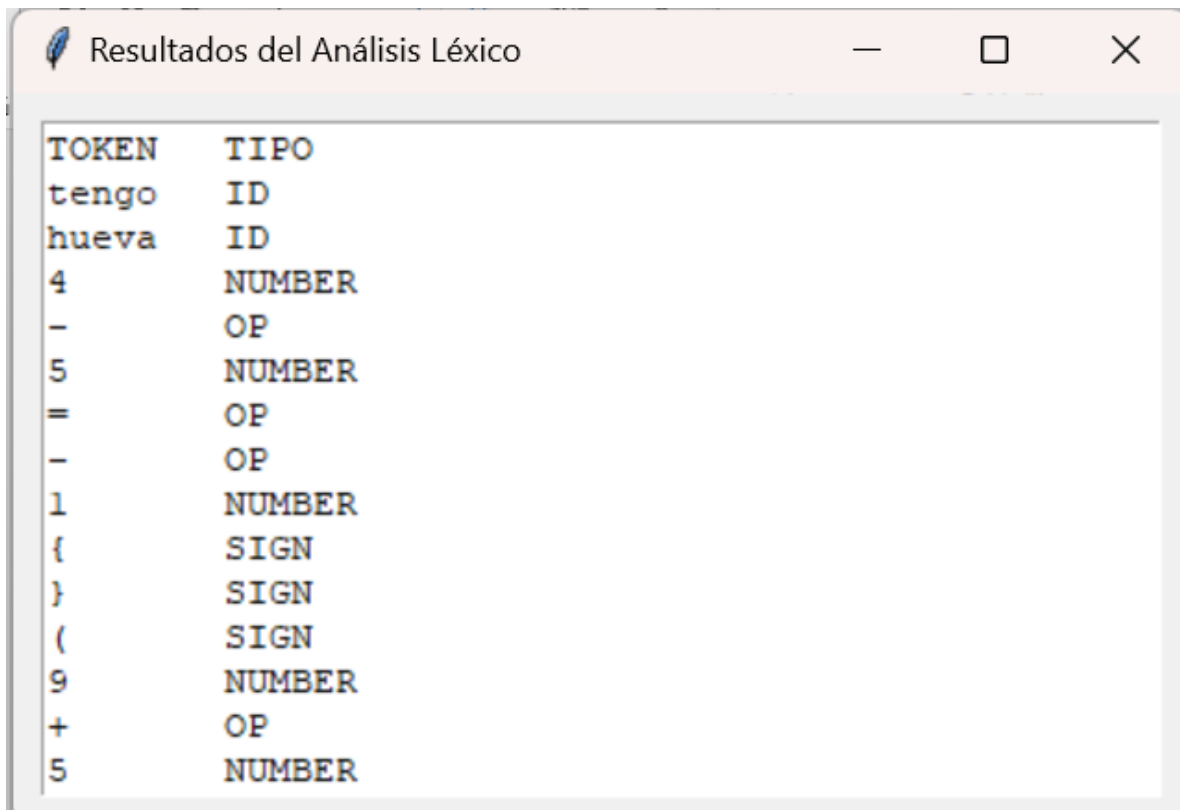 Resultados del Análisis Léxico
TOKEN TIPO
tengo ID
hueva ID
4 NUMBER
- OP
5 NUMBER
= OP
- OP
1 NUMBER
{ SIGN
} SIGN
( SIGN
9 NUMBER
+ OP
5 NUMBER